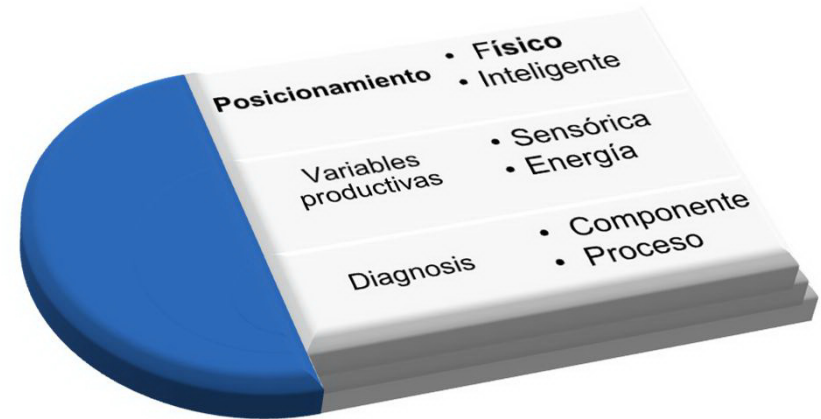 Posicionamiento
• Físico
• Inteligente
Variables
productivas
• Sensórica
• Energía
Diagnosis
• Componente
• Proceso